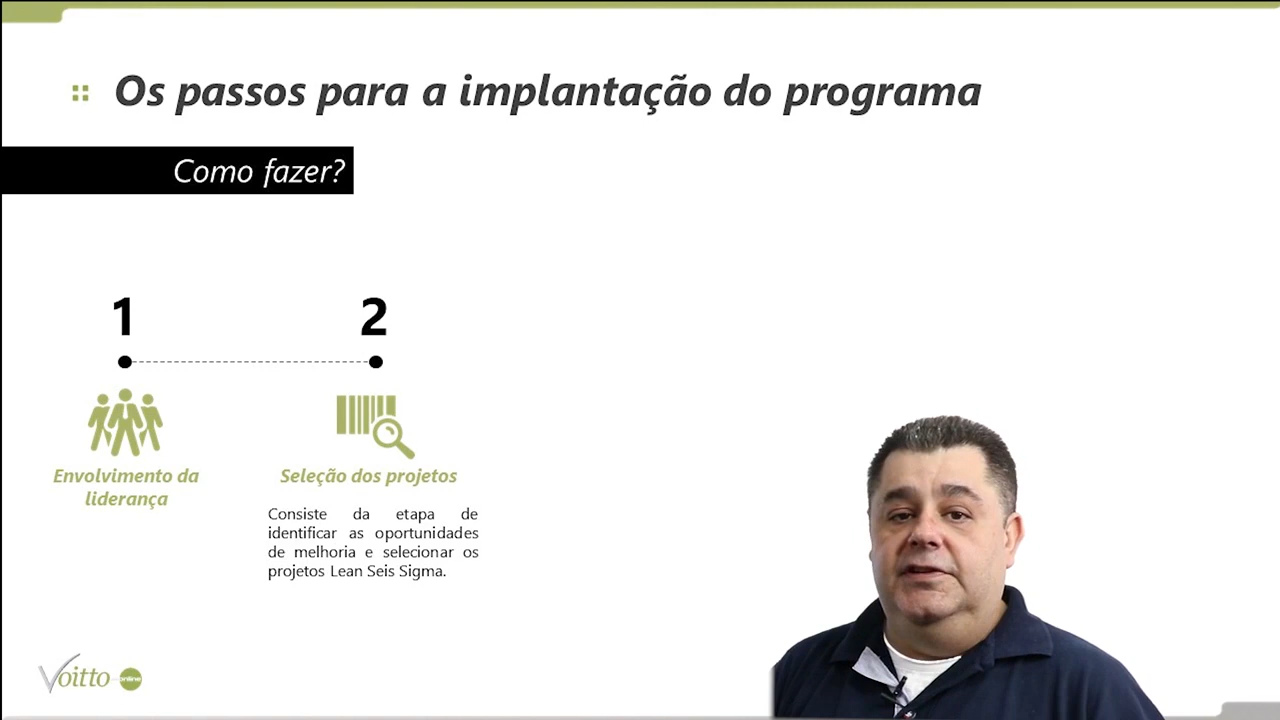 Os passos para a implantação do programa
Como fazer?
1
2
Envolvimento da
liderança
Seleção dos projetos
Consiste da etapa de
identificar as oportunidades
de melhoria e selecionar os
projetos Lean Seis Sigma.
Voitto online